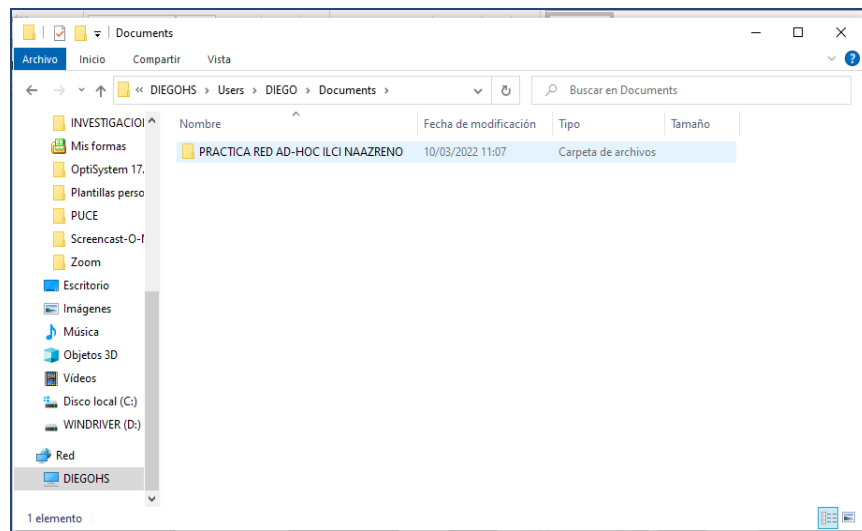 Documents
Archivo Inicio Compartir Vista
« DIEGOHS > Users > DIEGO > Documents >
Buscar en Documents
Nombre Fecha de modificación Tipo Tamaño
PRACTICA RED AD-HOC ILCI NAAZRENO 10/03/2022 11:07 Carpeta de archivos
INVESTIGACIO
Mis formas
OptiSystem 17.
Plantillas perso
PUCE
Screencast-O-M
Zoom
Escritorio
Imágenes
Música
Objetos 3D
Vídeos
Disco local (C:)
WINDRIVER (D:)
Red
DIEGOHS
1 elemento